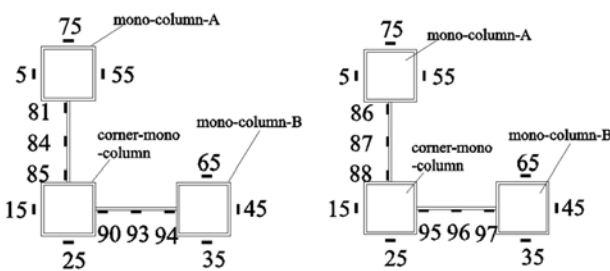 75
mono-column-A
5
55
81
84
85
corner-mono
-column
mono-column-B
65
15
45
90 93 94
25
35
75
mono-column-A
5
55
86
87
88
corner-mono
-column
mono-column-B
65
15
45
95 96 97
25
35